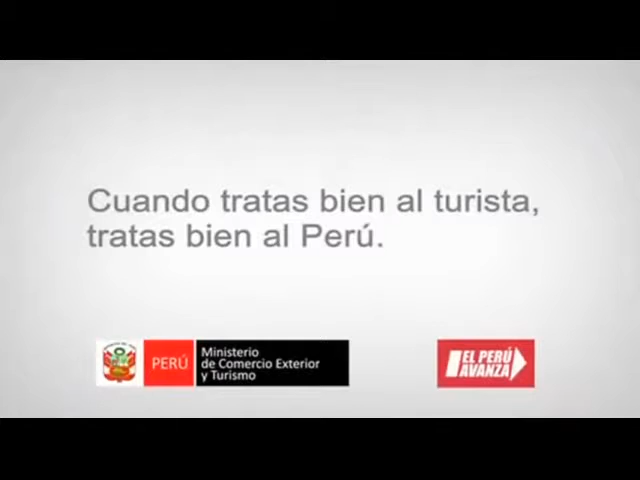 Cuando tratas bien al turista,
tratas bien al Perú.
PERÚ
Ministerio
de Comercio Exterior
y Turismo
EL PERÚ
AVANZA